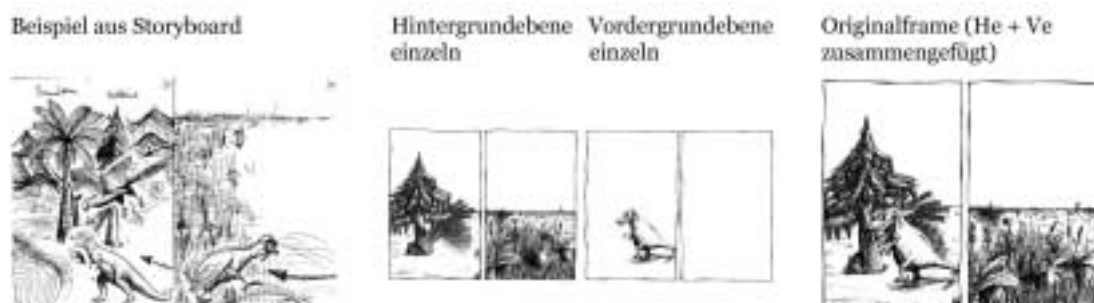 Beispiel aus Storyboard
Hintergrundebene
einzeln
Vordergrundebene
einzeln
Originalframe (He + Ve
zusammengefügt)